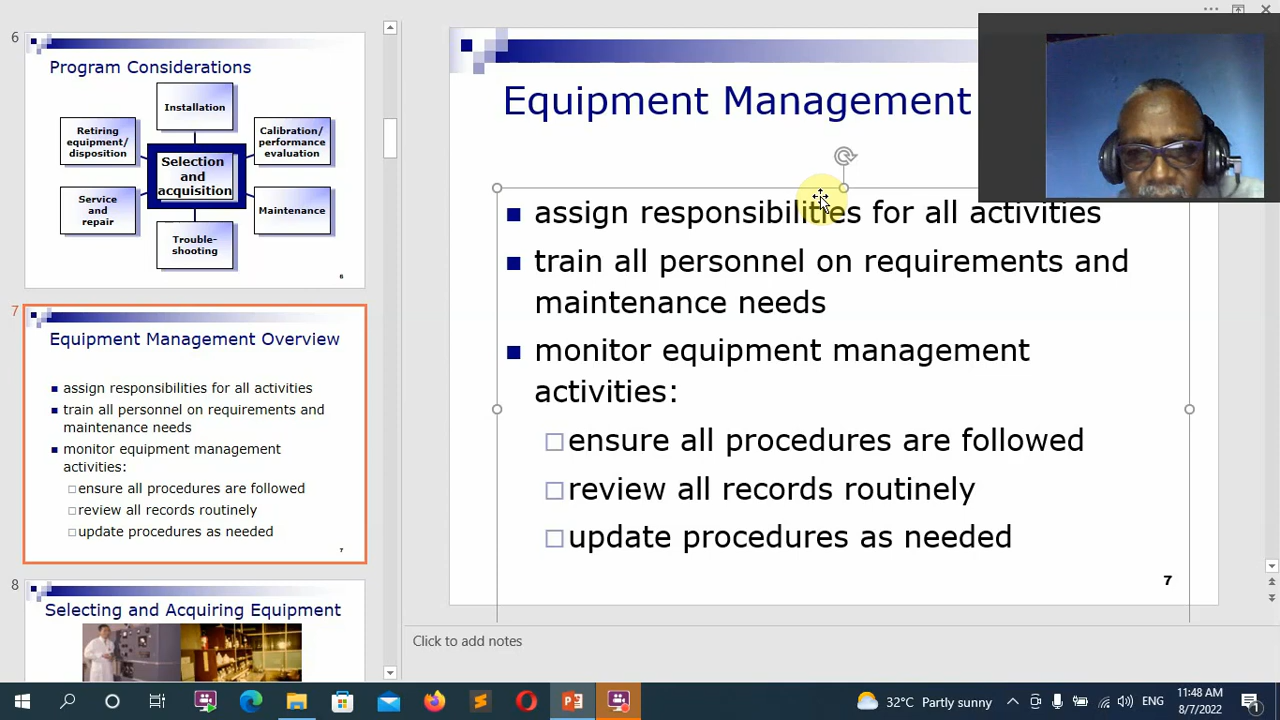 6
Program Considerations
Installation
Retiring
equipment/
disposition
Calibration/
performance
evaluation
Selection
and
acquisition
Service
and
repair
Maintenance
Trouble-
shooting
6
7
Equipment Management Overview
assign responsibilities for all activities
train all personnel on requirements and
maintenance needs
monitor equipment management
activities:
ensure all procedures are followed
review all records routinely
update procedures as needed
7
8
Selecting and Acquiring Equipment
Equipment Management
assign responsibilities for all activities
train all personnel on requirements and
maintenance needs
monitor equipment management
activities:
ensure all procedures are followed
review all records routinely
update procedures as needed
7
Click to add notes
32°C Partly sunny
ENG
11:48 AM
8/7/2022
1